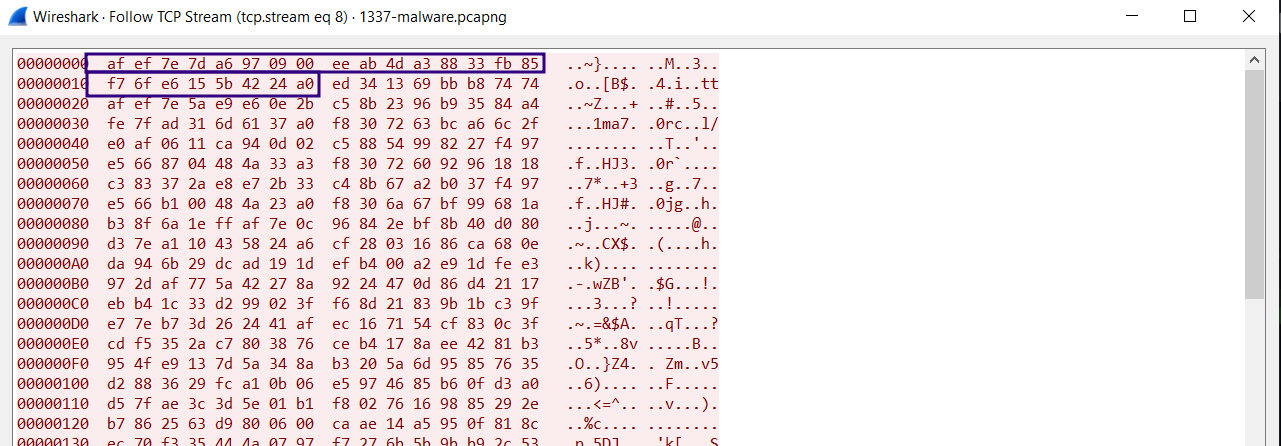 Wireshark · Follow TCP Stream (tcp.stream eq 8) · 1337-malware.pcapng
00000000 af ef 7e 7d a6 97 09 00 ee ab 4d a3 88 33 fb 85 ..~}.... ..M..3..
00000010 f7 6f e6 15 5b 42 24 a0 ed 34 13 69 bb b8 74 74 .o..[B$. .4.i..tt
00000020 af ef 7e 5a e9 e6 0e 2b c5 8b 23 96 b9 35 84 a4 ..~Z...+ ..#..5..
00000030 fe 7f ad 31 6d 61 37 a0 f8 30 72 63 bc a6 6c 2f ...1ma7. .0rc..l/
00000040 e0 af 06 11 ca 94 0d 02 c5 88 54 99 82 27 f4 97 ........ ..T..'..
00000050 e5 66 87 04 48 4a 33 a3 f8 30 72 60 92 96 18 18 .f..HJ3. .0r`....
00000060 c3 83 37 2a e8 e7 2b 33 c4 8b 67 a2 b0 37 f4 97 ..7*..+3 ..g..7..
00000070 e5 66 b1 00 48 4a 23 a0 f8 30 6a 67 bf 99 68 1a .f..HJ#. .0jg..h.
00000080 b3 8f 6a 1e ff af 7e 0c 96 84 2e bf 8b 40 d0 80 ..j...~. .....@..
00000090 d3 7e a1 10 43 58 24 a6 cf 28 03 16 86 ca 68 0e .~..CX$. .(....h.
000000A0 da 94 6b 29 dc ad 19 1d ef b4 00 a2 e9 1d fe e3 ..k).... ........
000000B0 97 2d af 77 5a 42 27 8a 92 24 47 0d 86 d4 21 17 .-.wZB'. .$G...!.
000000C0 eb b4 1c 33 d2 99 02 3f f6 8d 21 83 9b 1b c3 9f ...3...? ..!.....
000000D0 e7 7e b7 3d 26 24 41 af ec 16 71 54 cf 83 0c 3f .~.=&$A. ..qT...?
000000E0 cd f5 35 2a c7 80 38 76 ce b4 17 8a ee 42 81 b3 ..5*..8v .....B..
000000F0 95 4f e9 13 7d 5a 34 8a b3 20 5a 6d 95 85 76 35 .O..}Z4. . Zm..v5
00000100 d2 88 36 29 fc a1 0b 06 e5 97 46 85 b6 0f d3 a0 ..6).... ..F.....
00000110 d5 7f ae 3c 3d 5e 01 b1 f8 02 76 16 98 85 29 2e ...<=^.. ..v...).
00000120 b7 86 25 63 d9 80 06 00 ca ae 14 a5 95 0f 81 8c ..%c.... ........
00000130 ec 70 f3 35 44 4a 07 97 f7 27 6b 5b 9b b9 2c 53 .p.5DJ.. .'k[..,S